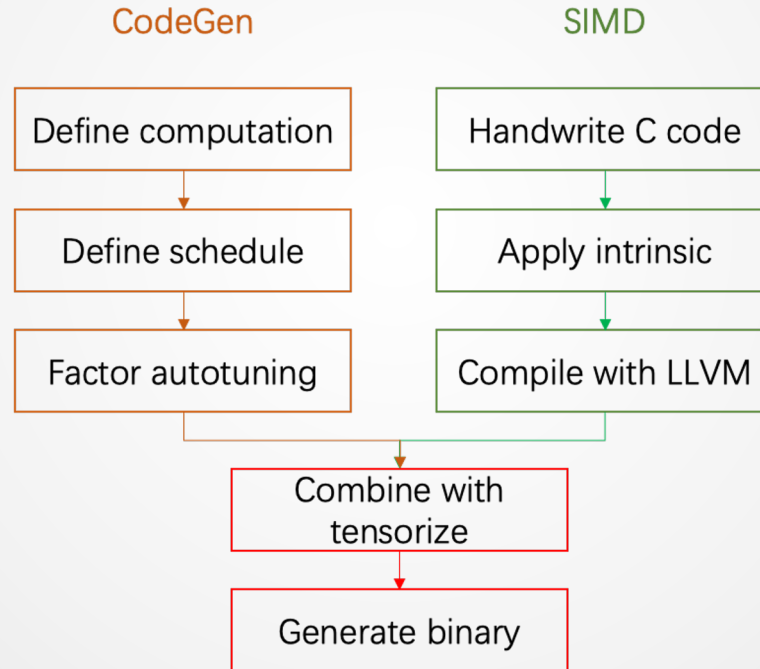 CodeGen
SIMD
Define computation
Handwrite C code
Define schedule
Apply intrinsic
Factor autotuning
Compile with LLVM
Combine with
tensorize
Generate binary